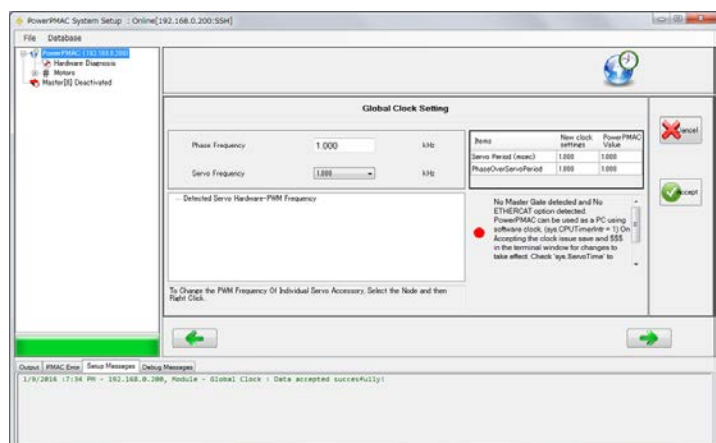 PowerPMAC System Setup : Online[192.168.0.200:SSH]
File Database
PowerPMAC (192.168.0.200)
Hardware Diagnosis
Motors
Master[0] Deactivated
Global Clock Setting
Phase Frequency 1.000 kHz
Servo Frequency 1.000 kHz
Items New clock settings PowerPMAC Value
Servo Period (msec) 1.000 1.000
PhaseOverServoPeriod 1.000 1.000
Cancel
Accept
Detected Servo Hardware-PWM Frequency
No Master Gate detected and No
ETHERCAT option detected.
PowerPMAC can be used as a PC using
software clock. (sys.CPUTimerIntr = 1) On
Accepting the clock issue save and $$$
in the terminal window for changes to
take effect. Check 'sys.ServoTime' to
To Change the PWM Frequency Of Individual Servo Accessory, Select the Node and then
Right Click.
Output PMAC Error Setup Messages Debug Messages
1/9/2016 :7:34 PM - 192.168.0.200, Module - Global Clock : Data accepted succesfully!